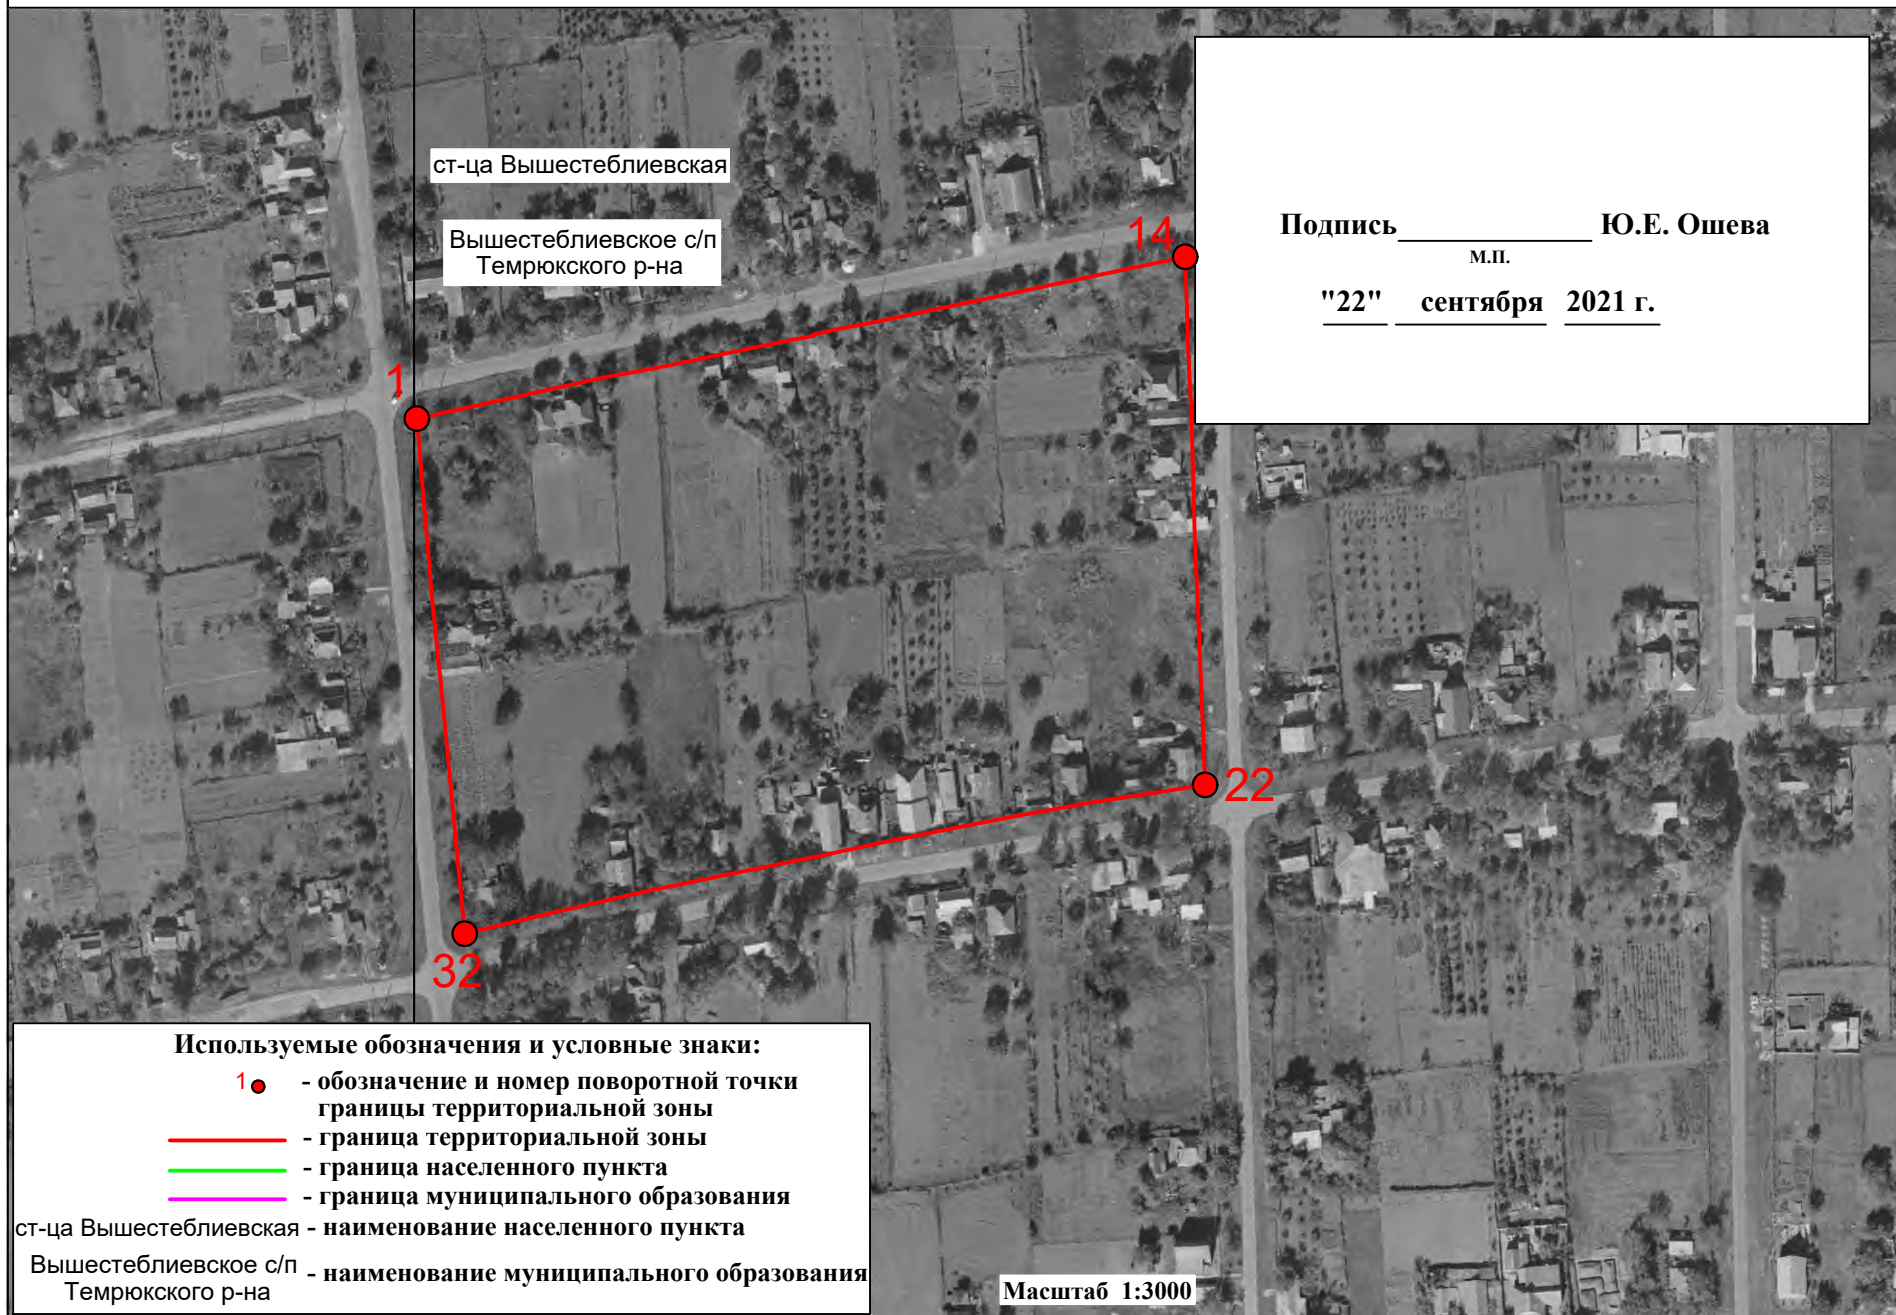 ст-ца Вышестеблиевская
Вышестеблиевское с/п
Темрюкского р-на
14
Подпись______________ Ю.Е. Ошева
М.П.
"22" сентября 2021 г.
1
22
32
Используемые обозначения и условные знаки:
1 - обозначение и номер поворотной точки
границы территориальной зоны
- граница территориальной зоны
- граница населенного пункта
- граница муниципального образования
ст-ца Вышестеблиевская - наименование населенного пункта
Вышестеблиевское с/п
Темрюкского р-на
- наименование муниципального образования
Масштаб 1:3000